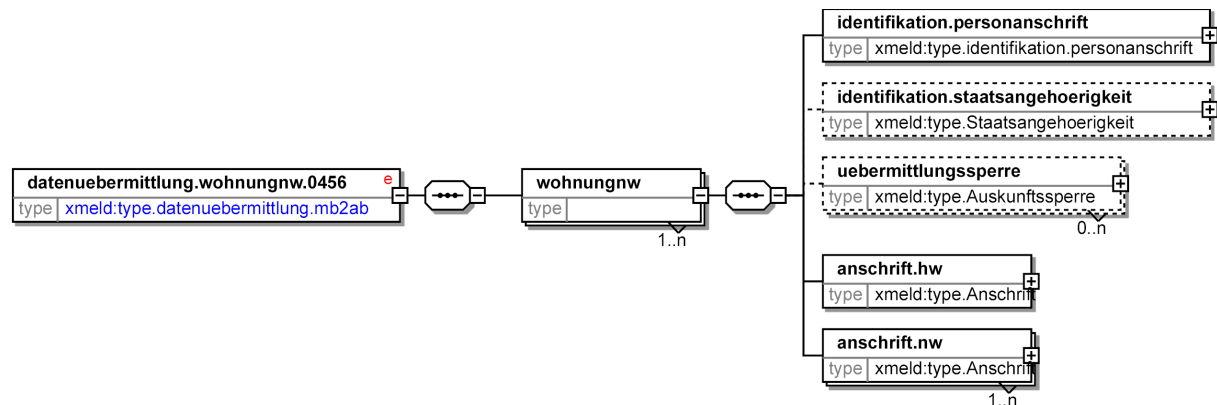 identifikation.personanschrift
type xmeld:type.identifikation.personanschrift
identifikation.staatsangehoerigkeit
type xmeld:type.Staatsangehoerigkeit
datenuebermittlung.wohnungnw.0456 e
type xmeld:type.datenuebermittlung.mb2ab
wohnungnw
type
1..n
uebermittlungssperre
type xmeld:type.Auskunftssperre
0..n
anschrift.hw
type xmeld:type.Anschrift
anschrift.nw
type xmeld:type.Anschrift
1..n